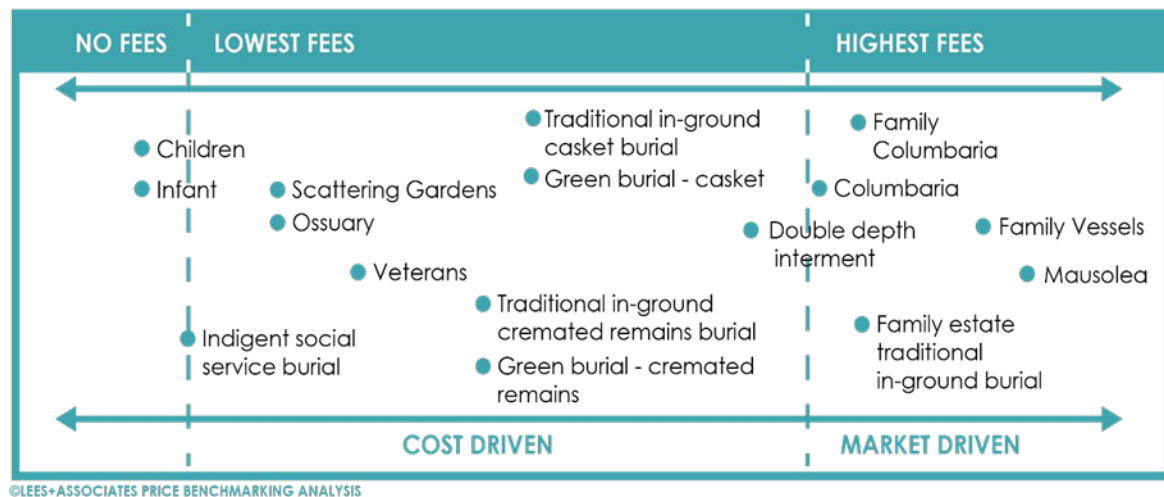 NO FEES
LOWEST FEES
HIGHEST FEES
Children
Infant
Scattering Gardens
Ossuary
Veterans
Indigent social
service burial
Traditional in-ground
casket burial
Green burial - casket
Traditional in-ground
cremated remains burial
Green burial - cremated
remains
Double depth
interment
Family
Columbaria
Columbaria
Family Vessels
Mausolea
Family estate
traditional
in-ground burial
COST DRIVEN
MARKET DRIVEN
©LEES+ASSOCIATES PRICE BENCHMARKING ANALYSIS